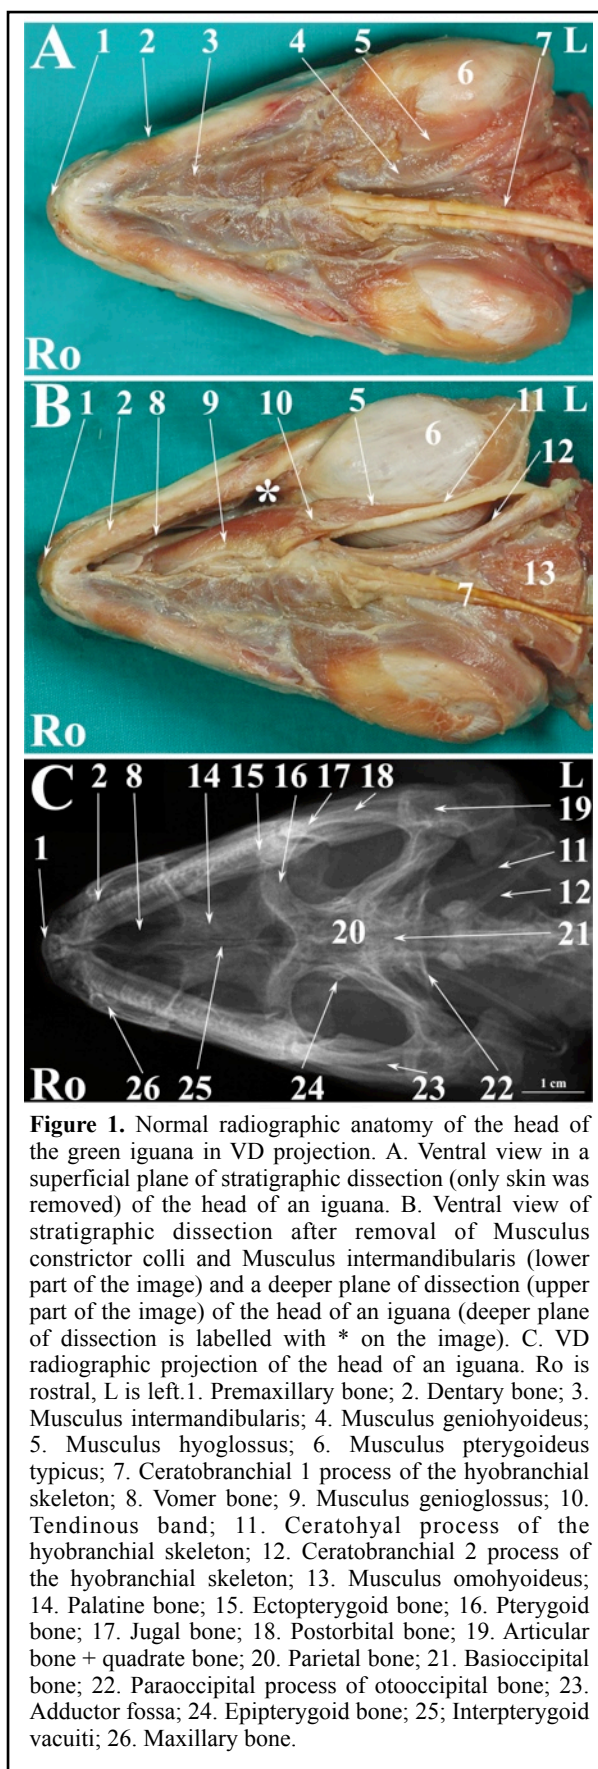 A 1 2 3 4 5 6 7 L
Ro
B 1 2 8 9 10 5 6 11 L
12
13
7
*
Ro
C 2 8 14 15 16 17 18 L
19
1
11
12
20
21
Ro 26 25 24 23 22
1 cm
Figure 1. Normal radiographic anatomy of the head of
the green iguana in VD projection. A. Ventral view in a
superficial plane of stratigraphic dissection (only skin was
removed) of the head of an iguana. B. Ventral view of
stratigraphic dissection after removal of Musculus
constrictor colli and Musculus intermandibularis (lower
part of the image) and a deeper plane of dissection (upper
part of the image) of the head of an iguana (deeper plane
of dissection is labelled with * on the image). C. VD
radiographic projection of the head of an iguana. Ro is
rostral, L is left.1. Premaxillary bone; 2. Dentary bone; 3.
Musculus intermandibularis; 4. Musculus geniohyoideus;
5. Musculus hyoglossus; 6. Musculus pterygoideus
typicus; 7. Ceratobranchial 1 process of the hyobranchial
skeleton; 8. Vomer bone; 9. Musculus genioglossus; 10.
Tendinous band; 11. Ceratohyal process of the
hyobranchial skeleton; 12. Ceratobranchial 2 process of
the hyobranchial skeleton; 13. Musculus omohyoideus;
14. Palatine bone; 15. Ectopterygoid bone; 16. Pterygoid
bone; 17. Jugal bone; 18. Postorbital bone; 19. Articular
bone + quadrate bone; 20. Parietal bone; 21. Basioccipital
bone; 22. Paraoccipital process of otooccipital bone; 23.
Adductor fossa; 24. Epipterygoid bone; 25; Interpterygoid
vacuiti; 26. Maxillary bone.